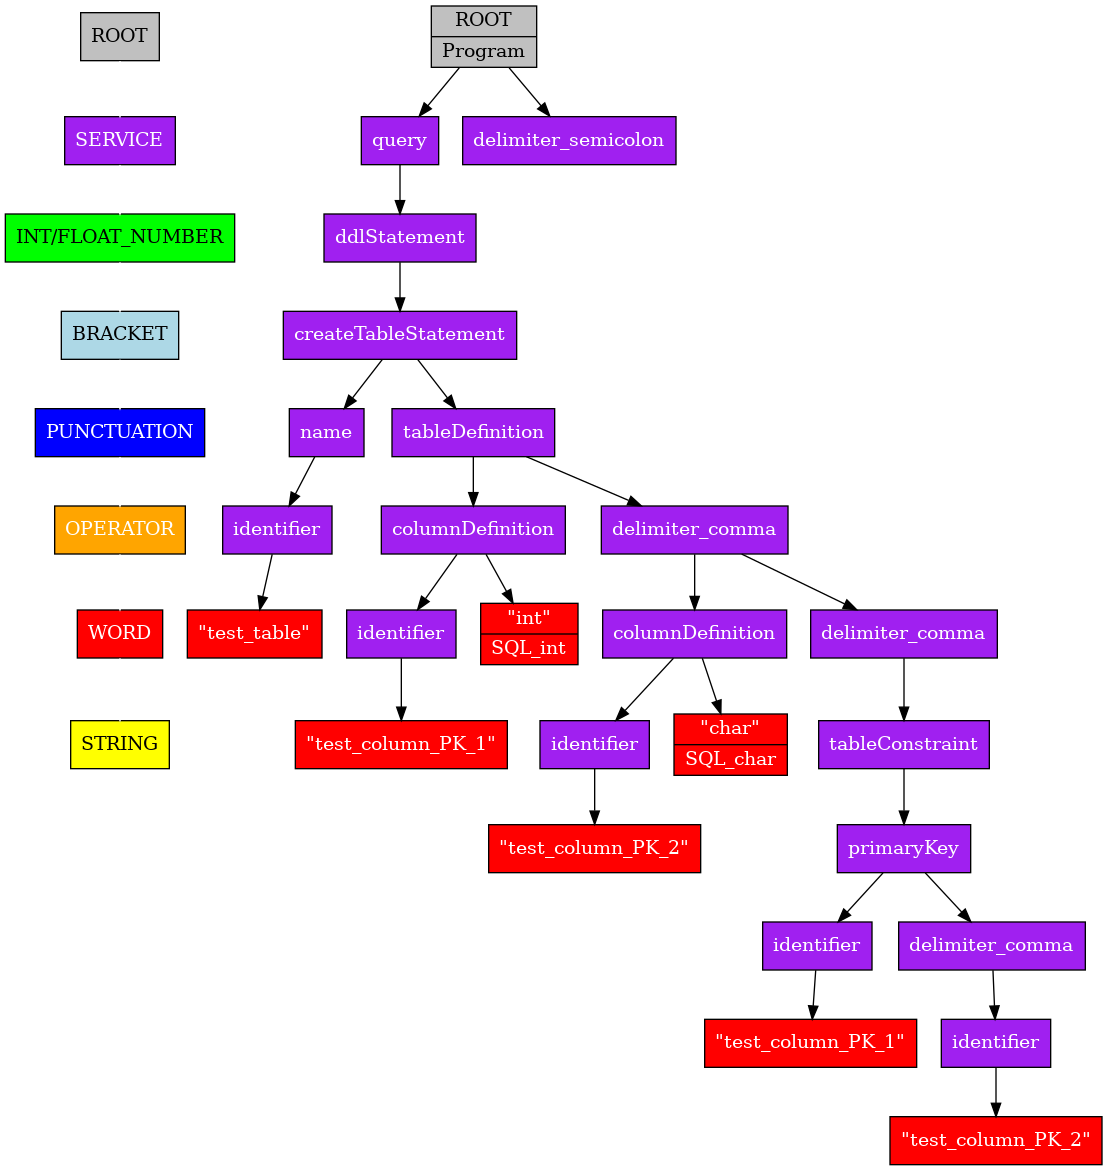 ROOT
ROOT
Program
SERVICE
query
delimiter_semicolon
INT/FLOAT_NUMBER
ddlStatement
BRACKET
createTableStatement
PUNCTUATION
name
tableDefinition
OPERATOR
identifier
columnDefinition
delimiter_comma
WORD
"test_table"
identifier
"int"
SQL_int
columnDefinition
delimiter_comma
STRING
"test_column_PK_1"
identifier
"char"
SQL_char
tableConstraint
"test_column_PK_2"
primaryKey
identifier
delimiter_comma
"test_column_PK_1"
identifier
"test_column_PK_2"